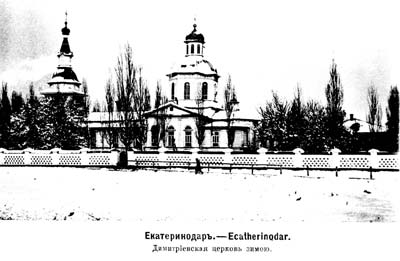 Екатеринодаръ.—Ecatherinodar.
Димитріевская церковь зимою.